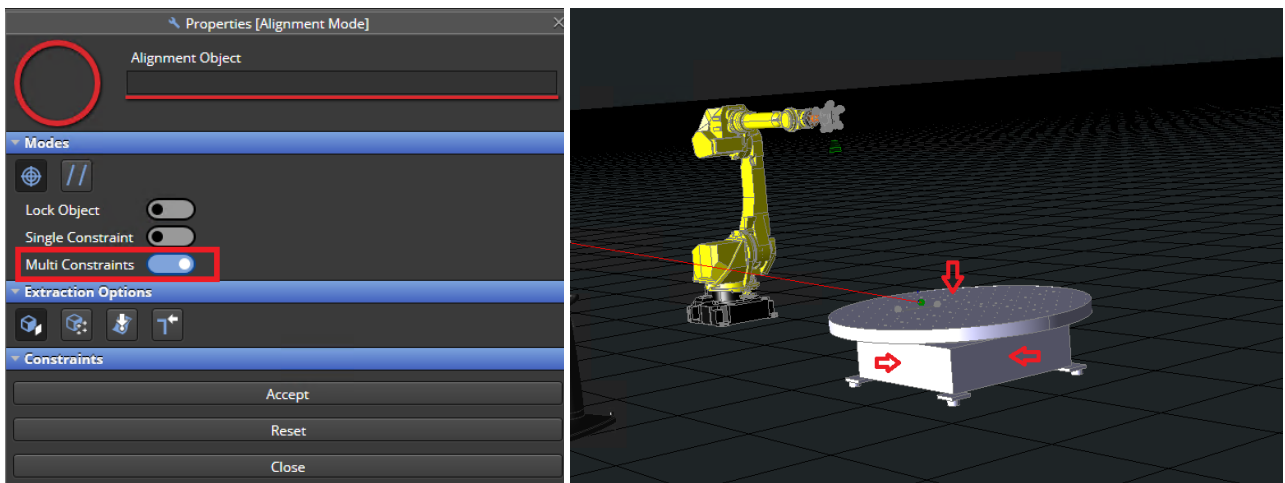 Properties [Alignment Mode]
Alignment Object
Modes
Lock Object
Single Constraint
Multi Constraints
Extraction Options
Constraints
Accept
Reset
Close